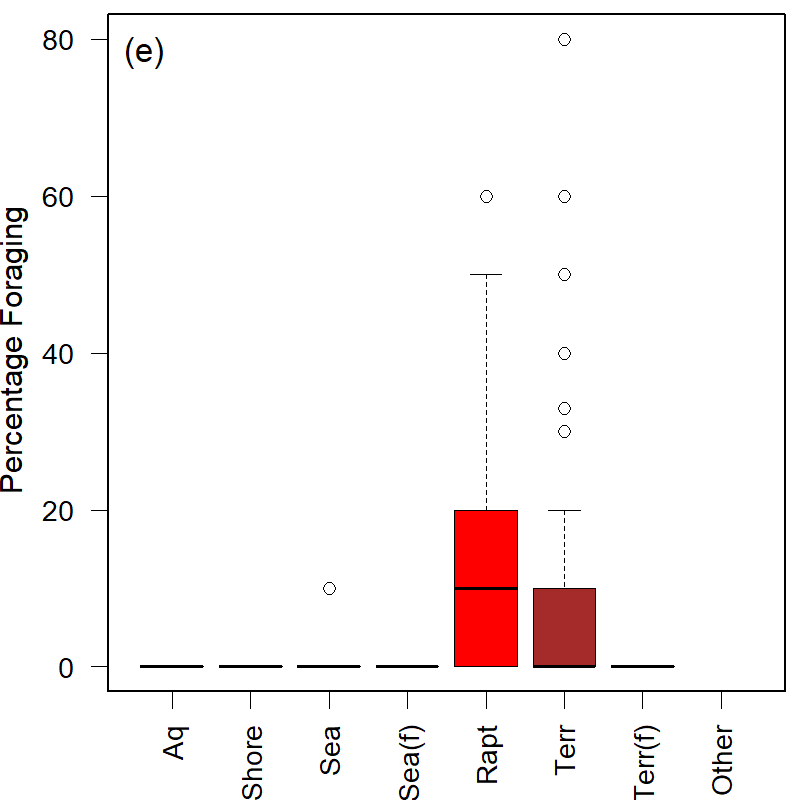 (e)
Percentage Foraging
80
60
40
20
0
Aq
Shore
Sea
Sea(f)
Rapt
Terr
Terr(f)
Other